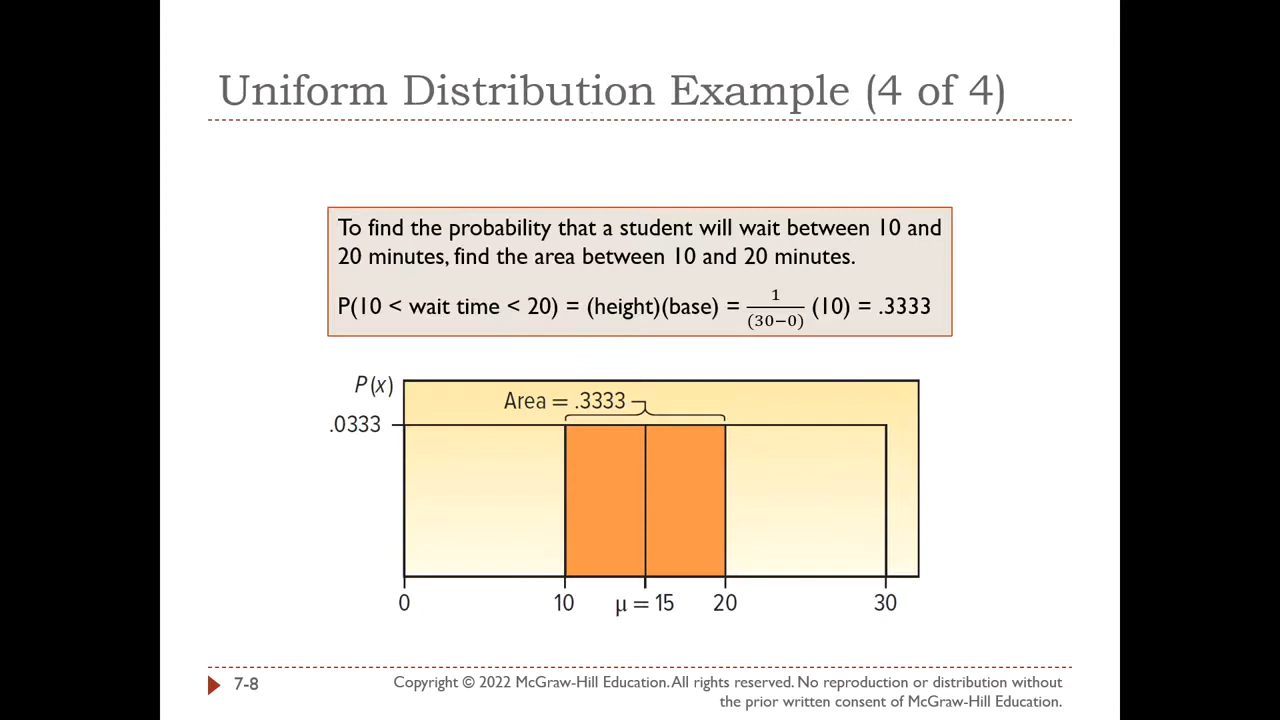 Uniform Distribution Example (4 of 4)
To find the probability that a student will wait between 10 and
20 minutes, find the area between 10 and 20 minutes.
P(10 < wait time < 20) = (height)(base) = 1/(30−0) (10) = .3333
P(x)
Area = .3333
.0333
0 10 μ = 15 20 30
7-8
Copyright © 2022 McGraw-Hill Education. All rights reserved. No reproduction or distribution without
the prior written consent of McGraw-Hill Education.